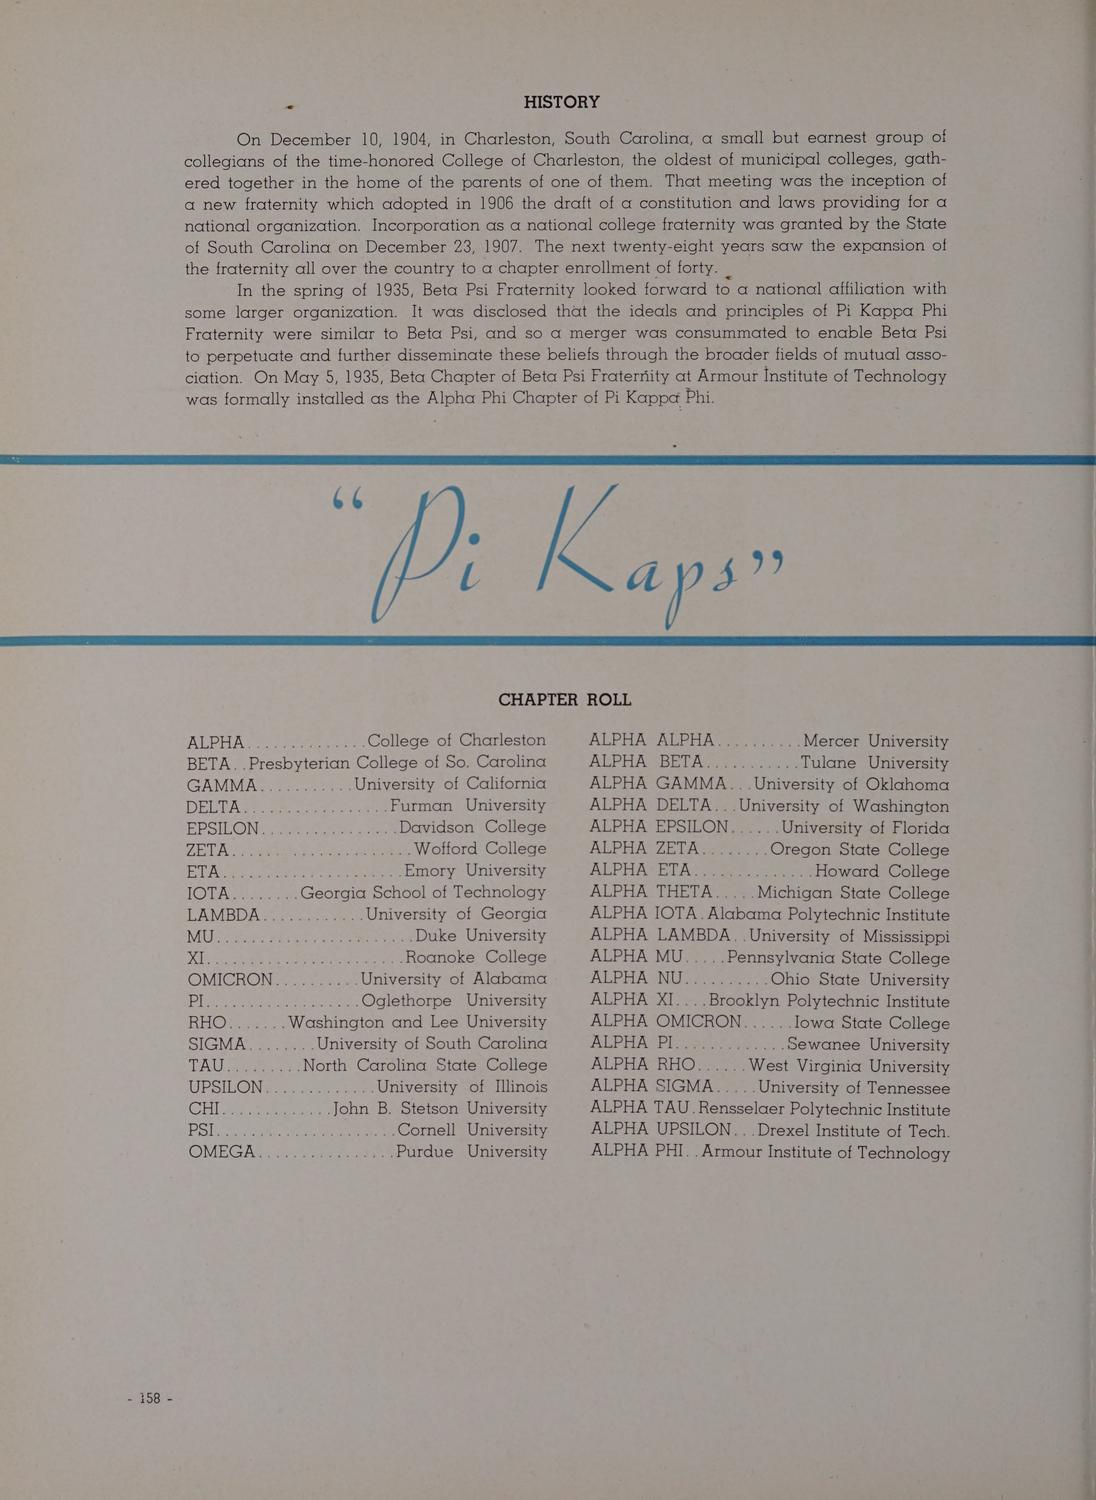 HISTORY
On December 10, 1904, in Charleston, South Carolina, a small but earnest group of
collegians of the time-honored College of Charleston, the oldest of municipal colleges, gath-
ered together in the home of the parents of one of them. That meeting was the inception of
a new fraternity which adopted in 1906 the draft of a constitution and laws providing for a
national organization. Incorporation as a national college fraternity was granted by the State
of South Carolina on December 23, 1907. The next twenty-eight years saw the expansion of
the fraternity all over the country to a chapter enrollment of forty.
In the spring of 1935, Beta Psi Fraternity looked forward to a national affiliation with
some larger organization. It was disclosed that the ideals and principles of Pi Kappa Phi
Fraternity were similar to Beta Psi, and so a merger was consummated to enable Beta Psi
to perpetuate and further disseminate these beliefs through the broader fields of mutual asso-
ciation. On May 5, 1935, Beta Chapter of Beta Psi Fraternity at Armour Institute of Technology
was formally installed as the Alpha Phi Chapter of Pi Kappa Phi.
“Pi Kaps”
CHAPTER ROLL
ALPHA..............College of Charleston
BETA..Presbyterian College of So. Carolina
GAMMA...........University of California
DELTA.................Furman University
EPSILON................Davidson College
ZETA......................Wofford College
ETA......................Emory University
IOTA........Georgia School of Technology
LAMBDA............University of Georgia
MU........................Duke University
XI........................Roanoke College
OMICRON..........University of Alabama
PI...................Oglethorpe University
RHO.......Washington and Lee University
SIGMA........University of South Carolina
TAU.........North Carolina State College
UPSILON.............University of Illinois
CHI.............John B. Stetson University
PSI......................Cornell University
OMEGA................Purdue University
ALPHA ALPHA..........Mercer University
ALPHA BETA...........Tulane University
ALPHA GAMMA...University of Oklahoma
ALPHA DELTA...University of Washington
ALPHA EPSILON......University of Florida
ALPHA ZETA........Oregon State College
ALPHA ETA..............Howard College
ALPHA THETA.....Michigan State College
ALPHA IOTA.Alabama Polytechnic Institute
ALPHA LAMBDA..University of Mississippi
ALPHA MU.....Pennsylvania State College
ALPHA NU..........Ohio State University
ALPHA XI....Brooklyn Polytechnic Institute
ALPHA OMICRON......Iowa State College
ALPHA PI.............Sewanee University
ALPHA RHO......West Virginia University
ALPHA SIGMA.....University of Tennessee
ALPHA TAU.Rensselaer Polytechnic Institute
ALPHA UPSILON...Drexel Institute of Tech.
ALPHA PHI..Armour Institute of Technology
- 158 -